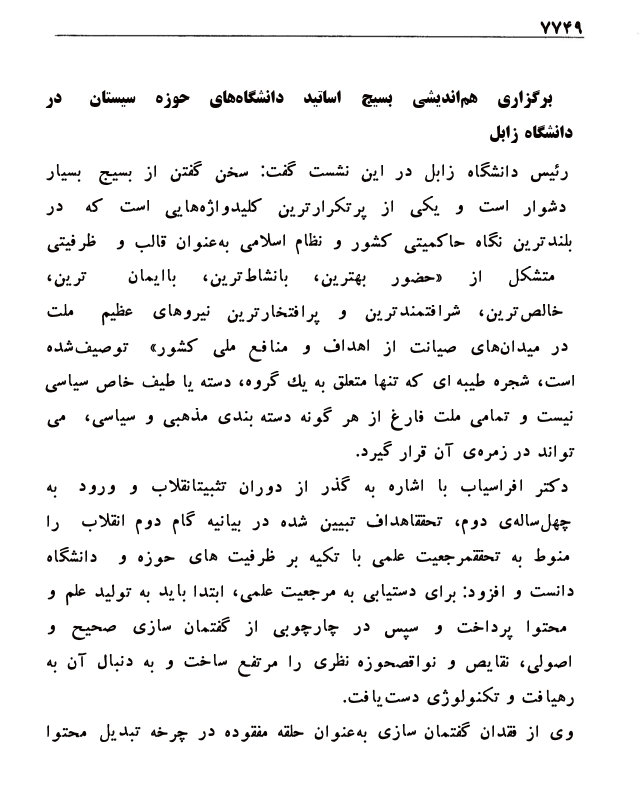 ۷۷۴۹
برگزاری هم‌اندیشی بسیج اساتید دانشگاه‌های حوزه سیستان در
دانشگاه زابل
رئیس دانشگاه زابل در این نشست گفت: سخن گفتن از بسیج بسیار
دشوار است و یکی از پرتکرارترین کلیدواژه‌هایی است که در
بلندترین نگاه حاکمیتی کشور و نظام اسلامی به‌عنوان قالب و ظرفیتی
متشکل از «حضور بهترین، بانشاط‌ترین، باایمان ترین،
خالص‌ترین، شرافتمندترین و پرافتخارترین نیروهای عظیم ملت
در میدان‌های صیانت از اهداف و منافع ملی کشور» توصیف‌شده
است، شجره طیبه‌ای که تنها متعلق به یك گروه، دسته یا طیف خاص سیاسی
نیست و تمامی ملت فارغ از هر گونه دسته بندی مذهبی و سیاسی، می
تواند در زمره‌ی آن قرار گیرد.
دکتر افراسیاب با اشاره به گذر از دوران تثبیتانقلاب و ورود به
چهل‌ساله‌ی دوم، تحققاهداف تبیین شده در بیانیه گام دوم انقلاب را
منوط به تحققمرجعیت علمی با تکیه بر ظرفیت های حوزه و دانشگاه
دانست و افزود: برای دستیابی به مرجعیت علمی، ابتدا باید به تولید علم و
محتوا پرداخت و سپس در چارچوبی از گفتمان سازی صحیح و
اصولی، نقایص و نواقصحوزه نظری را مرتفع ساخت و به دنبال آن به
رهیافت و تکنولوژی دست‌یافت.
وی از فقدان گفتمان سازی به‌عنوان حلقه مفقوده در چرخه تبدیل محتوا